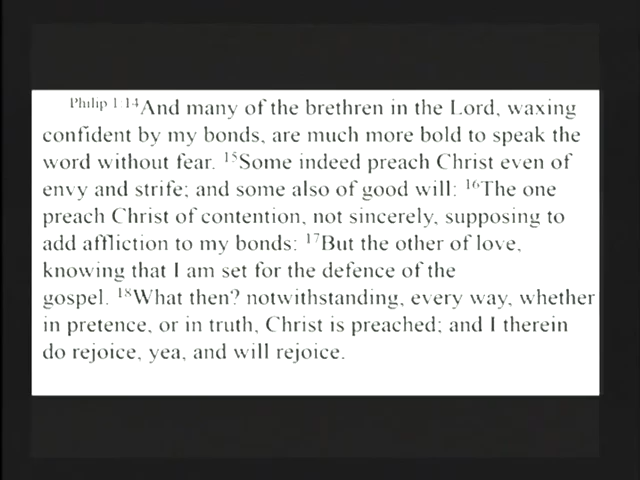 Philip 1:14And many of the brethren in the Lord, waxing
confident by my bonds, are much more bold to speak the
word without fear. 15Some indeed preach Christ even of
envy and strife; and some also of good will: 16The one
preach Christ of contention, not sincerely, supposing to
add affliction to my bonds: 17But the other of love,
knowing that I am set for the defence of the
gospel. 18What then? notwithstanding, every way, whether
in pretence, or in truth, Christ is preached; and I therein
do rejoice, yea, and will rejoice.